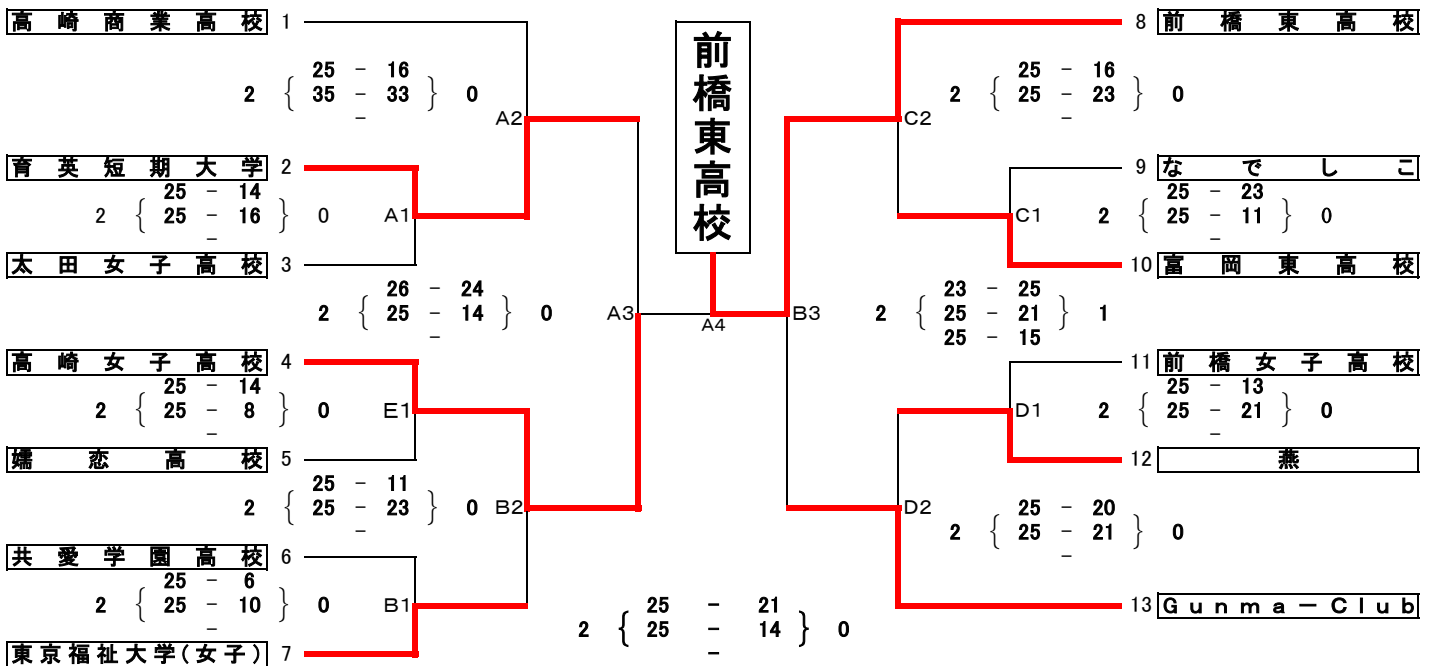 高崎商業高校 1
25 - 16
2 { 35 - 33 } 0
-
A2
育英短期大学 2
25 - 14
2 { 25 - 16 } 0
-
A1
太田女子高校 3
26 - 24
2 { 25 - 14 } 0
-
A3
高崎女子高校 4
25 - 14
2 { 25 - 8 } 0
-
E1
嬬恋高校 5
25 - 11
2 { 25 - 23 } 0
-
B2
共愛学園高校 6
25 - 6
2 { 25 - 10 } 0
-
B1
東京福祉大学(女子) 7
前橋東高校
A4
25 - 21
2 { 25 - 14 } 0
-
8 前橋東高校
25 - 16
2 { 25 - 23 } 0
-
C2
9 なでしこ
25 - 23
2 { 25 - 11 } 0
-
C1
10 富岡東高校
23 - 25
2 { 25 - 21 } 1
25 - 15
B3
11 前橋女子高校
25 - 13
2 { 25 - 21 } 0
-
D1
12 燕
25 - 20
2 { 25 - 21 } 0
-
D2
13 Gunma－Club